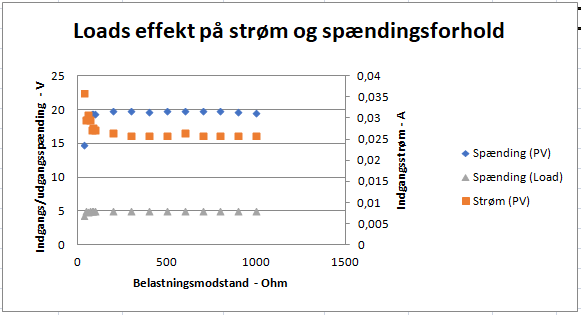 Loads effekt på strøm og spændingsforhold
Indgangs/udgangsspænding - V
25
20
15
10
5
0
0,04
0,035
0,03
0,025
0,02
0,015
0,01
0,005
0
Indgangsstrøm - A
0
500
1000
1500
Belastningsmodstand - Ohm
Spænding (PV)
Spænding (Load)
Strøm (PV)